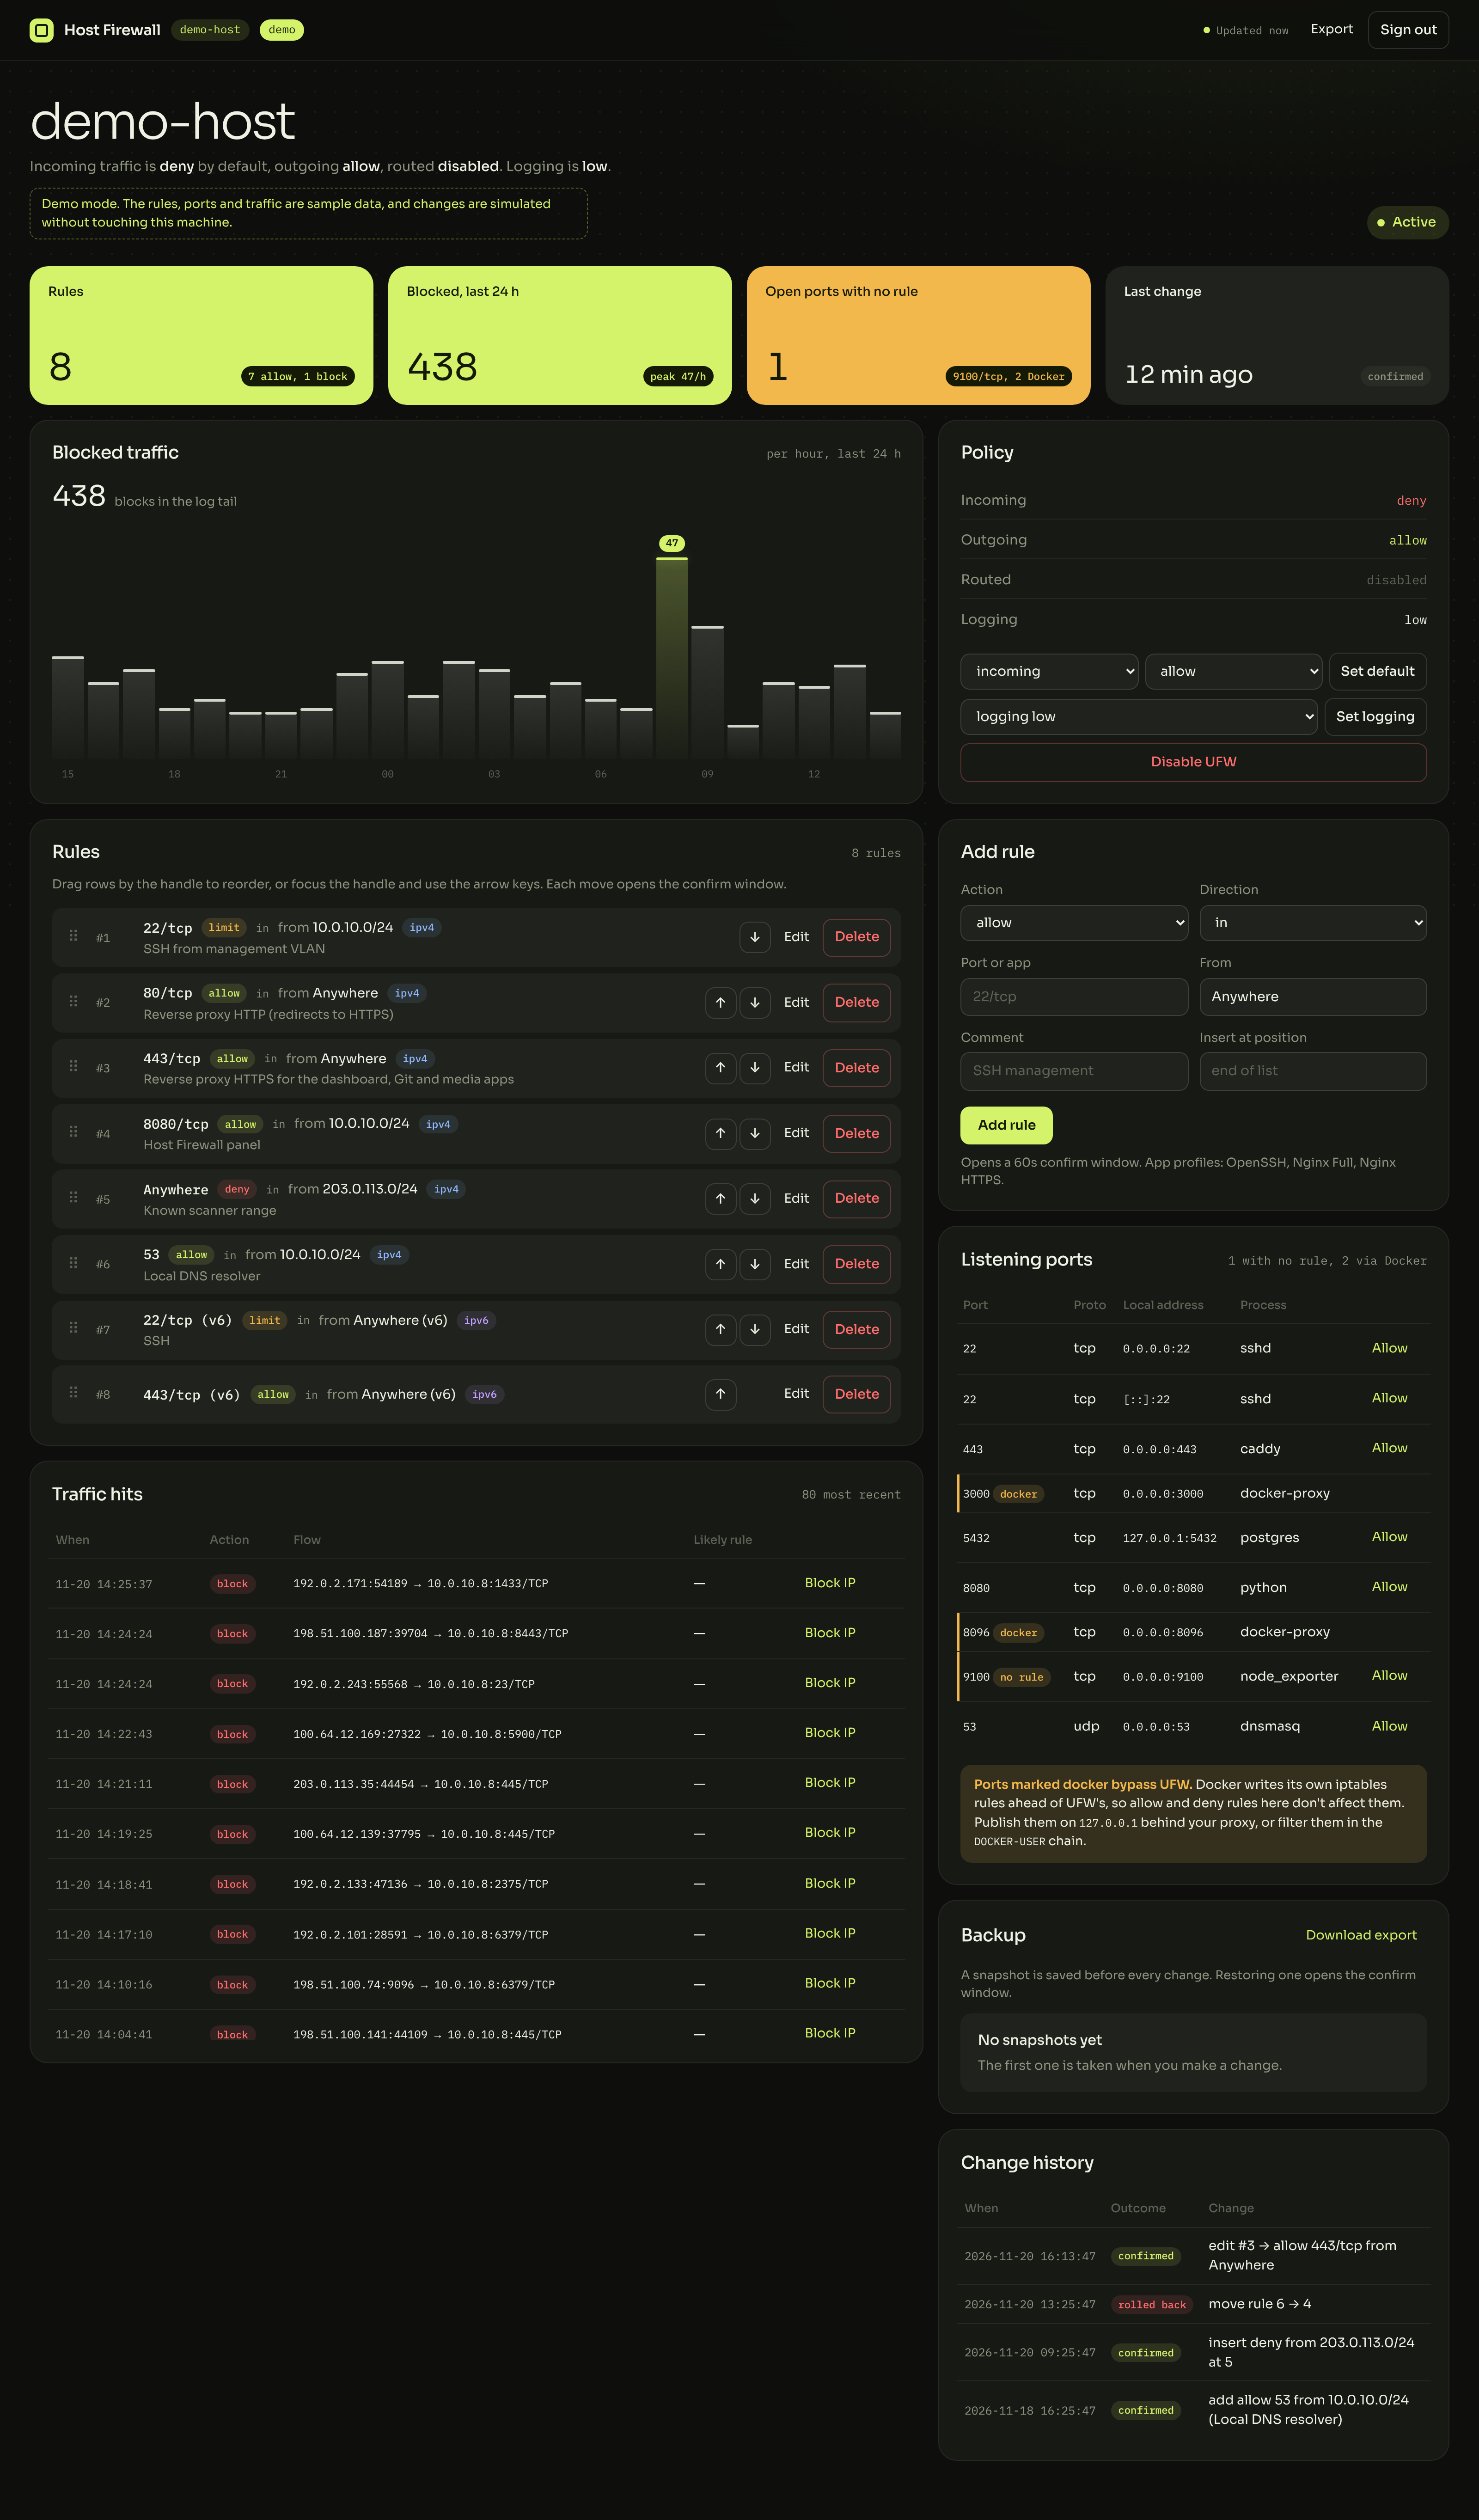 Host Firewall demo-host demo
Updated now Export Sign out
demo-host
Incoming traffic is deny by default, outgoing allow, routed disabled. Logging is low.
Demo mode. The rules, ports and traffic are sample data, and changes are simulated
without touching this machine.
Active
Rules
8
7 allow, 1 block
Blocked, last 24 h
438
peak 47/h
Open ports with no rule
1
9100/tcp, 2 Docker
Last change
12 min ago
confirmed
Blocked traffic
per hour, last 24 h
438 blocks in the log tail
47
15 18 21 00 03 06 09 12
Policy
Incoming deny
Outgoing allow
Routed disabled
Logging low
incoming allow Set default
logging low Set logging
Disable UFW
Rules
8 rules
Drag rows by the handle to reorder, or focus the handle and use the arrow keys. Each move opens the confirm window.
#1 22/tcp limit in from 10.0.10.0/24 ipv4 ↓ Edit Delete
SSH from management VLAN
#2 80/tcp allow in from Anywhere ipv4 ↑ ↓ Edit Delete
Reverse proxy HTTP (redirects to HTTPS)
#3 443/tcp allow in from Anywhere ipv4 ↑ ↓ Edit Delete
Reverse proxy HTTPS for the dashboard, Git and media apps
#4 8080/tcp allow in from 10.0.10.0/24 ipv4 ↑ ↓ Edit Delete
Host Firewall panel
#5 Anywhere deny in from 203.0.113.0/24 ipv4 ↑ ↓ Edit Delete
Known scanner range
#6 53 allow in from 10.0.10.0/24 ipv4 ↑ ↓ Edit Delete
Local DNS resolver
#7 22/tcp (v6) limit in from Anywhere (v6) ipv6 ↑ ↓ Edit Delete
SSH
#8 443/tcp (v6) allow in from Anywhere (v6) ipv6 ↑ Edit Delete
Add rule
Action Direction
allow in
Port or app From
22/tcp Anywhere
Comment Insert at position
SSH management end of list
Add rule
Opens a 60s confirm window. App profiles: OpenSSH, Nginx Full, Nginx
HTTPS.
Listening ports
1 with no rule, 2 via Docker
Port Proto Local address Process
22 tcp 0.0.0.0:22 sshd Allow
22 tcp [::]:22 sshd Allow
443 tcp 0.0.0.0:443 caddy Allow
3000 docker tcp 0.0.0.0:3000 docker-proxy
5432 tcp 127.0.0.1:5432 postgres Allow
8080 tcp 0.0.0.0:8080 python Allow
8096 docker tcp 0.0.0.0:8096 docker-proxy
9100 no rule tcp 0.0.0.0:9100 node_exporter Allow
53 udp 0.0.0.0:53 dnsmasq Allow
Ports marked docker bypass UFW. Docker writes its own iptables
rules ahead of UFW's, so allow and deny rules here don't affect them.
Publish them on 127.0.0.1 behind your proxy, or filter them in the
DOCKER-USER chain.
Traffic hits
80 most recent
When Action Flow Likely rule
11-20 14:25:37 block 192.0.2.171:54189 → 10.0.10.8:1433/TCP — Block IP
11-20 14:24:24 block 198.51.100.187:39704 → 10.0.10.8:8443/TCP — Block IP
11-20 14:24:24 block 192.0.2.243:55568 → 10.0.10.8:23/TCP — Block IP
11-20 14:22:43 block 100.64.12.169:27322 → 10.0.10.8:5900/TCP — Block IP
11-20 14:21:11 block 203.0.113.35:44454 → 10.0.10.8:445/TCP — Block IP
11-20 14:19:25 block 100.64.12.139:37795 → 10.0.10.8:445/TCP — Block IP
11-20 14:18:41 block 192.0.2.133:47136 → 10.0.10.8:2375/TCP — Block IP
11-20 14:17:10 block 192.0.2.101:28591 → 10.0.10.8:6379/TCP — Block IP
11-20 14:10:16 block 198.51.100.74:9096 → 10.0.10.8:6379/TCP — Block IP
11-20 14:04:41 block 198.51.100.141:44109 → 10.0.10.8:445/TCP — Block IP
Backup
Download export
A snapshot is saved before every change. Restoring one opens the confirm
window.
No snapshots yet
The first one is taken when you make a change.
Change history
When Outcome Change
2026-11-20 16:13:47 confirmed edit #3 → allow 443/tcp from
Anywhere
2026-11-20 13:25:47 rolled back move rule 6 → 4
2026-11-20 09:25:47 confirmed insert deny from 203.0.113.0/24
at 5
2026-11-18 16:25:47 confirmed add allow 53 from 10.0.10.0/24
(Local DNS resolver)